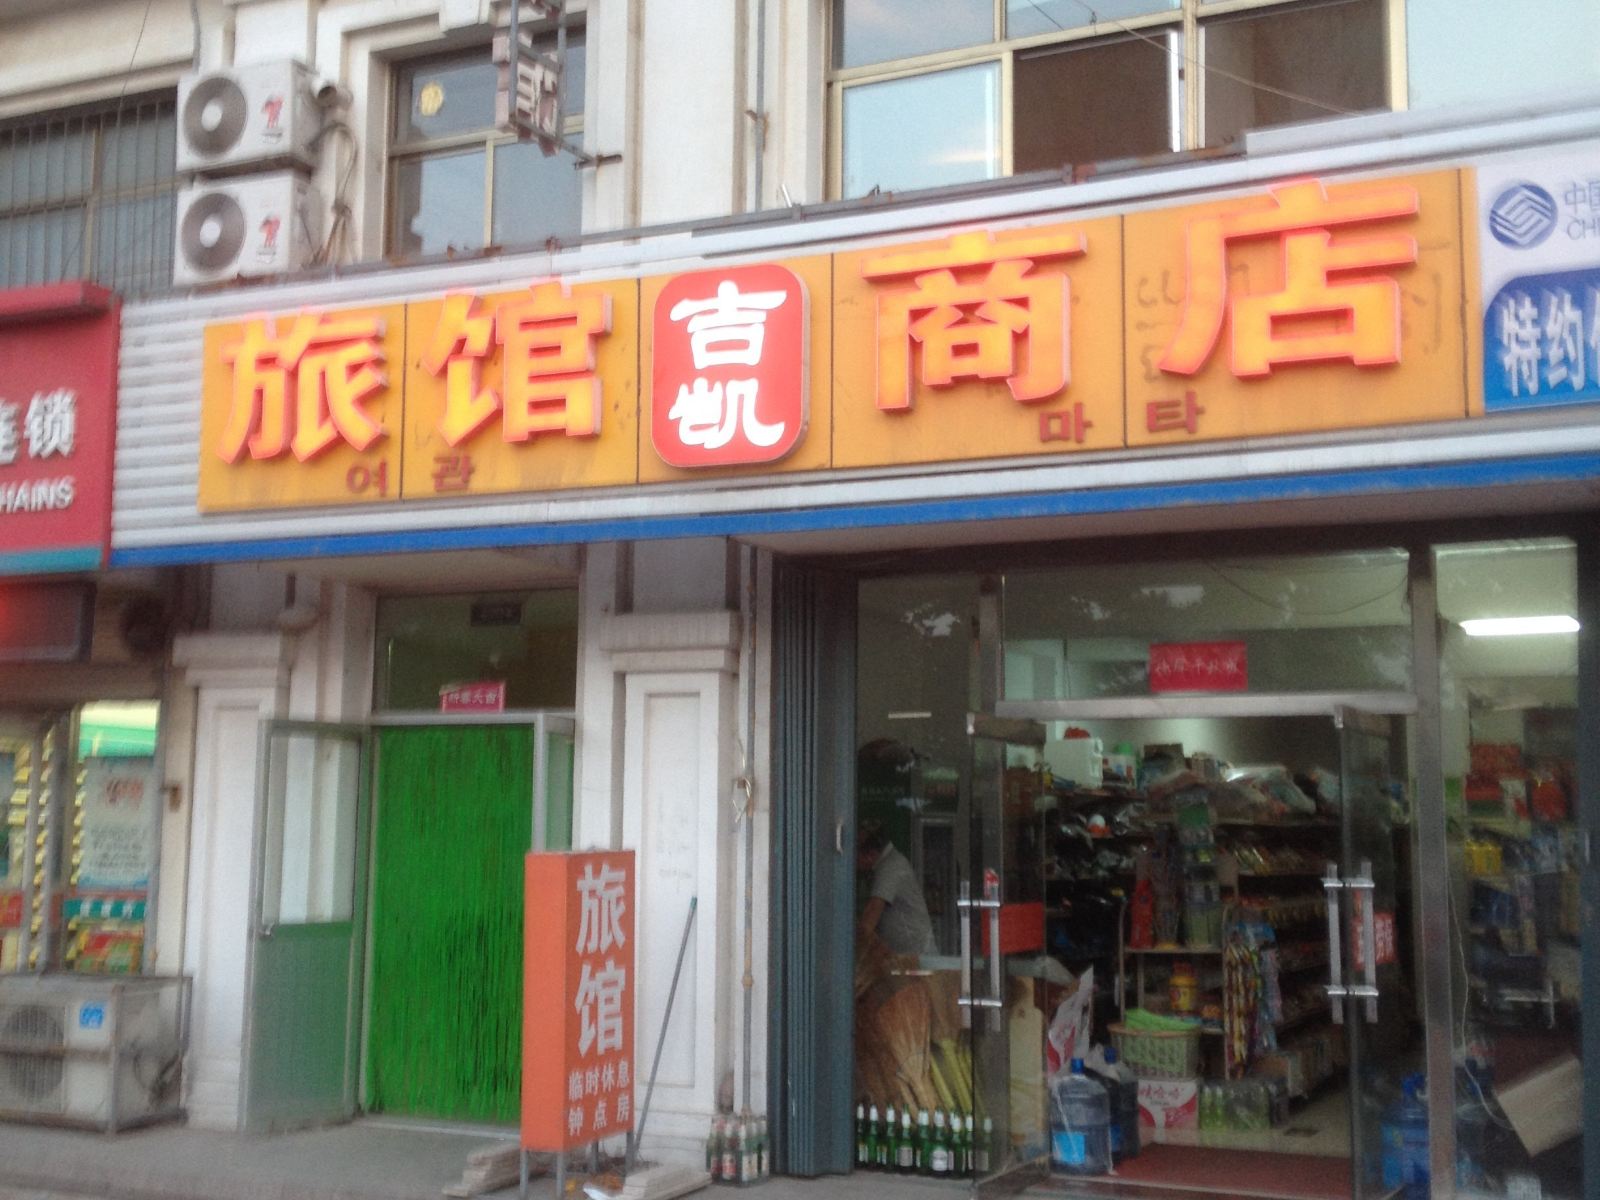 旅馆 吉凯 商店
여관 마타
中国
特约
连锁
HAINS
旅馆
临时休息
钟点房